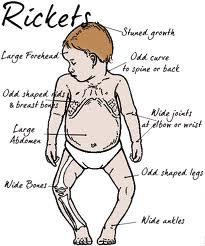 Rickets
Stuned growth
Large Forehead
Odd curve
to spine or back
Odd shaped ribs
& breast bones
Wide joints
at elbow or wrist
Large
Abdomen
Odd shaped legs
Wide Bones
Wide ankles